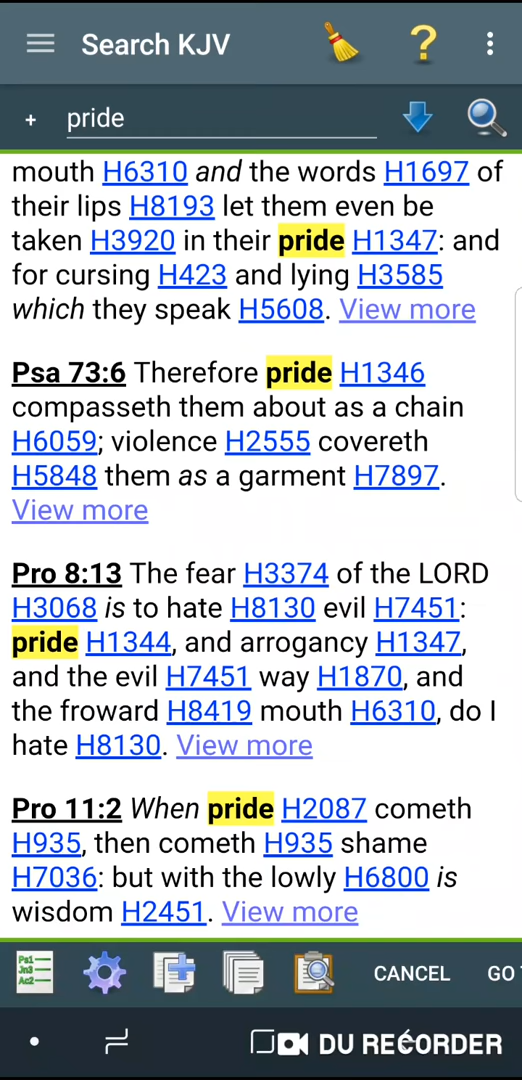 Search KJV
?
+ pride
mouth H6310 and the words H1697 of
their lips H8193 let them even be
taken H3920 in their pride H1347: and
for cursing H423 and lying H3585
which they speak H5608. View more
Psa 73:6 Therefore pride H1346
compasseth them about as a chain
H6059; violence H2555 covereth
H5848 them as a garment H7897.
View more
Pro 8:13 The fear H3374 of the LORD
H3068 is to hate H8130 evil H7451:
pride H1344, and arrogancy H1347,
and the evil H7451 way H1870, and
the froward H8419 mouth H6310, do I
hate H8130. View more
Pro 11:2 When pride H2087 cometh
H935, then cometh H935 shame
H7036: but with the lowly H6800 is
wisdom H2451. View more
Ps1
Jn3
Ac2
CANCEL GO
DU RECORDER